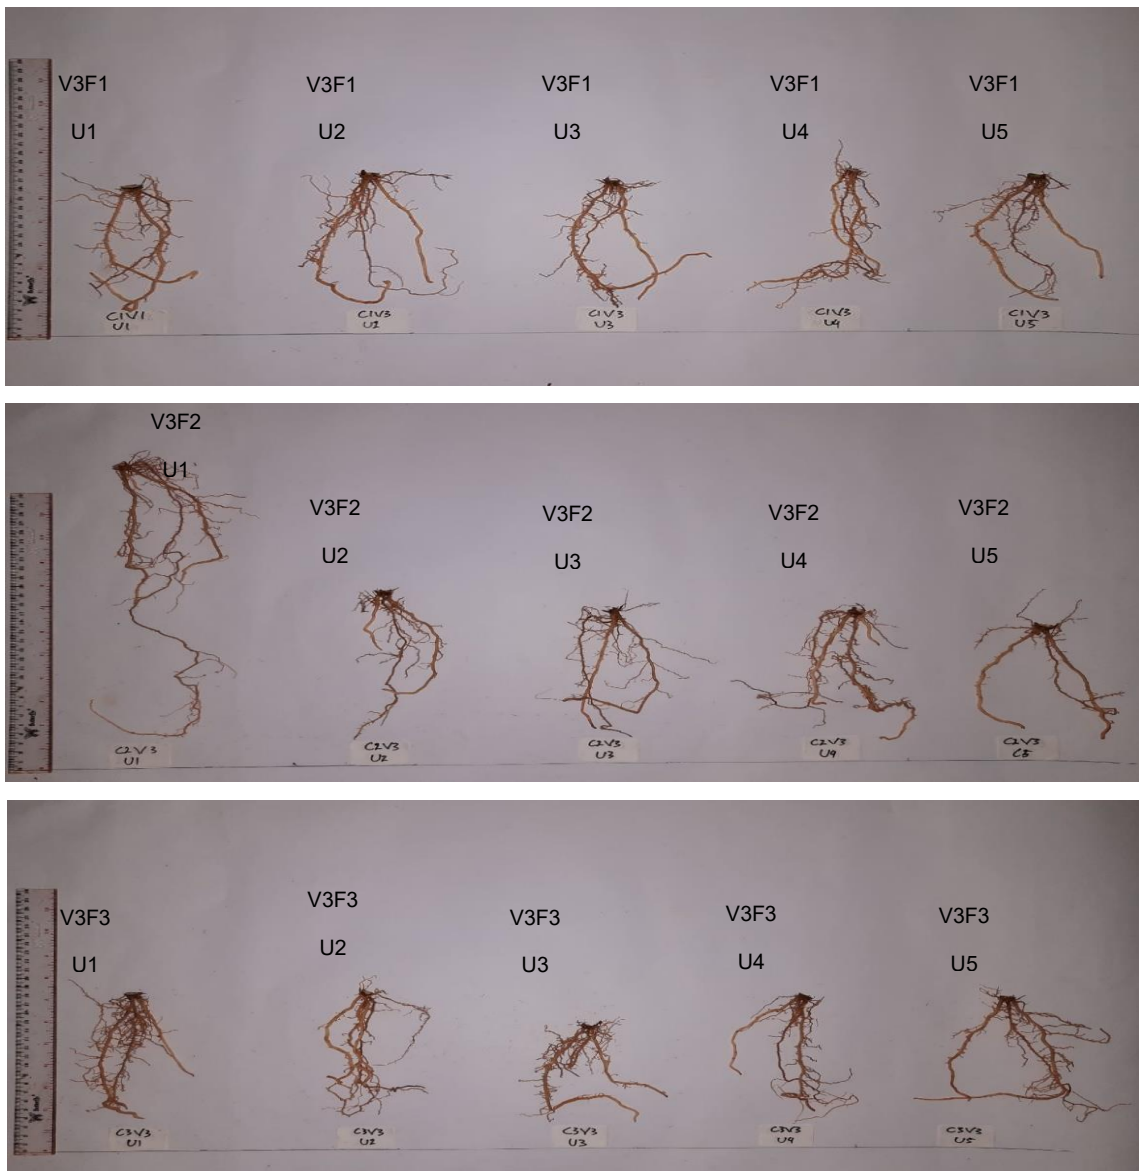 V3F1 V3F1 V3F1 V3F1 V3F1
U1 U2 U3 U4 U5
C1V1 C1V3 C1V3 C1V3 C1V3
U1 U2 U3 U4 U5
V3F2
U1
V3F2 V3F2 V3F2 V3F2
U2 U3 U4 U5
C2V3 C2V3 C2V3 C2V3 C2V3
U1 U2 U3 U4 C5
V3F3 V3F3 V3F3 V3F3 V3F3
U1 U2 U3 U4 U5
C3V3 C3V3 C3V3 C3V3 C3V3
U1 U2 U3 U4 U5